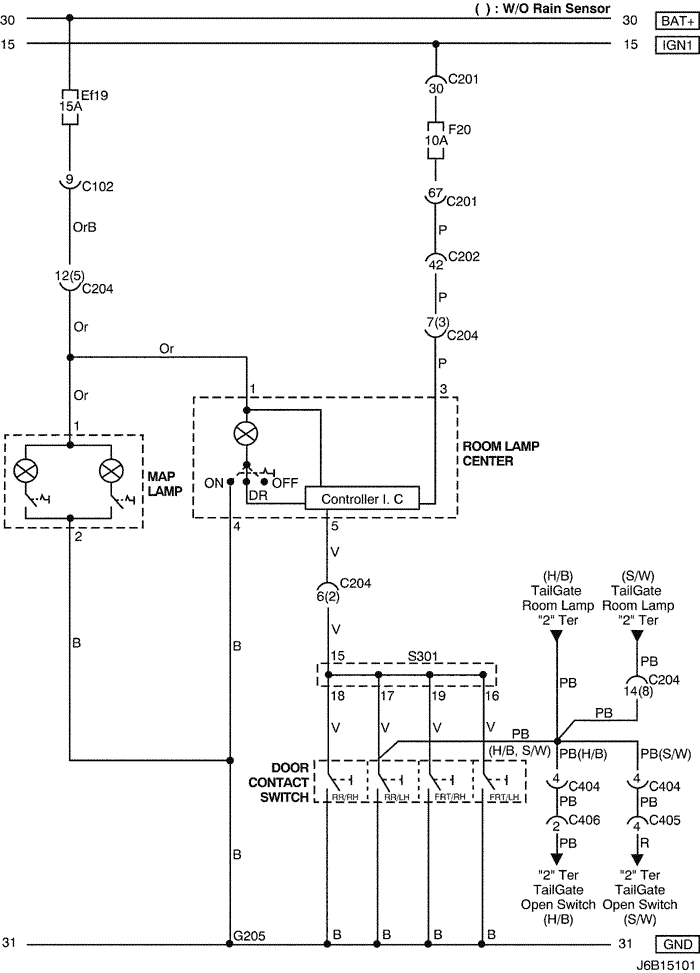 ( ) : W/O Rain Sensor
30
30
BAT+
15
15
IGN1
C201
30
Ef19
15A
F20
10A
9
C102
67
C201
OrB
P
C202
42
12(5)
C204
P
Or
7(3)
C204
Or
P
Or
1
3
1
ROOM LAMP
CENTER
MAP
LAMP
ON
OFF
DR
Controller I. C
2
4
5
V
C204
6(2)
(H/B)
TailGate
Room Lamp
"2" Ter
(S/W)
TailGate
Room Lamp
"2" Ter
B
B
V
15
S301
PB
C204
14(8)
PB
18
17
19
16
PB
V
V
V
V
PB
(H/B, S/W)
PB(H/B)
PB(S/W)
DOOR
CONTACT
SWITCH
RR/RH
RR/LH
FRT/RH
FRT/LH
4
C404
4
C404
PB
PB
2
C406
4
C405
PB
R
B
"2" Ter
TailGate
Open Switch
(H/B)
"2" Ter
TailGate
Open Switch
(S/W)
G205
B
B
B
B
31
31
GND
J6B15101